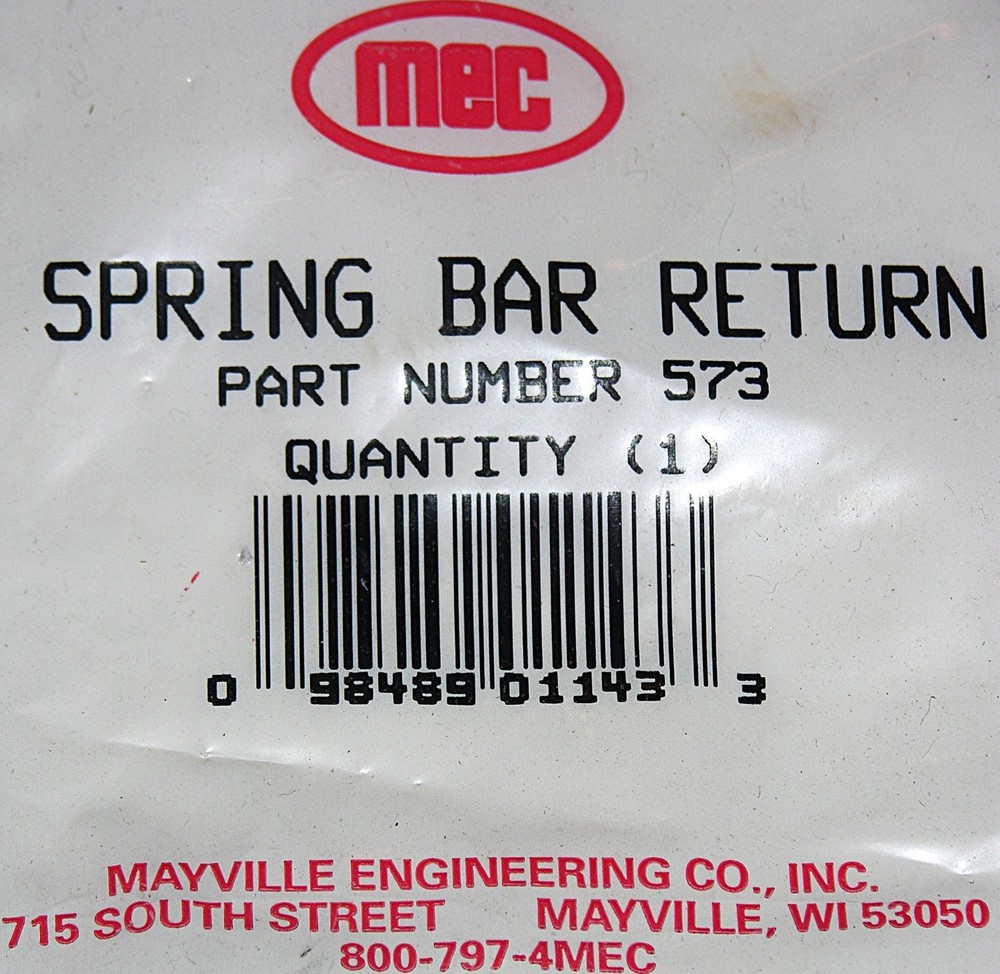 mec
SPRING BAR RETURN
PART NUMBER 573
QUANTITY (1)
0 98489 01143 3
MAYVILLE ENGINEERING CO., INC.
715 SOUTH STREET MAYVILLE, WI 53050
800-797-4MEC